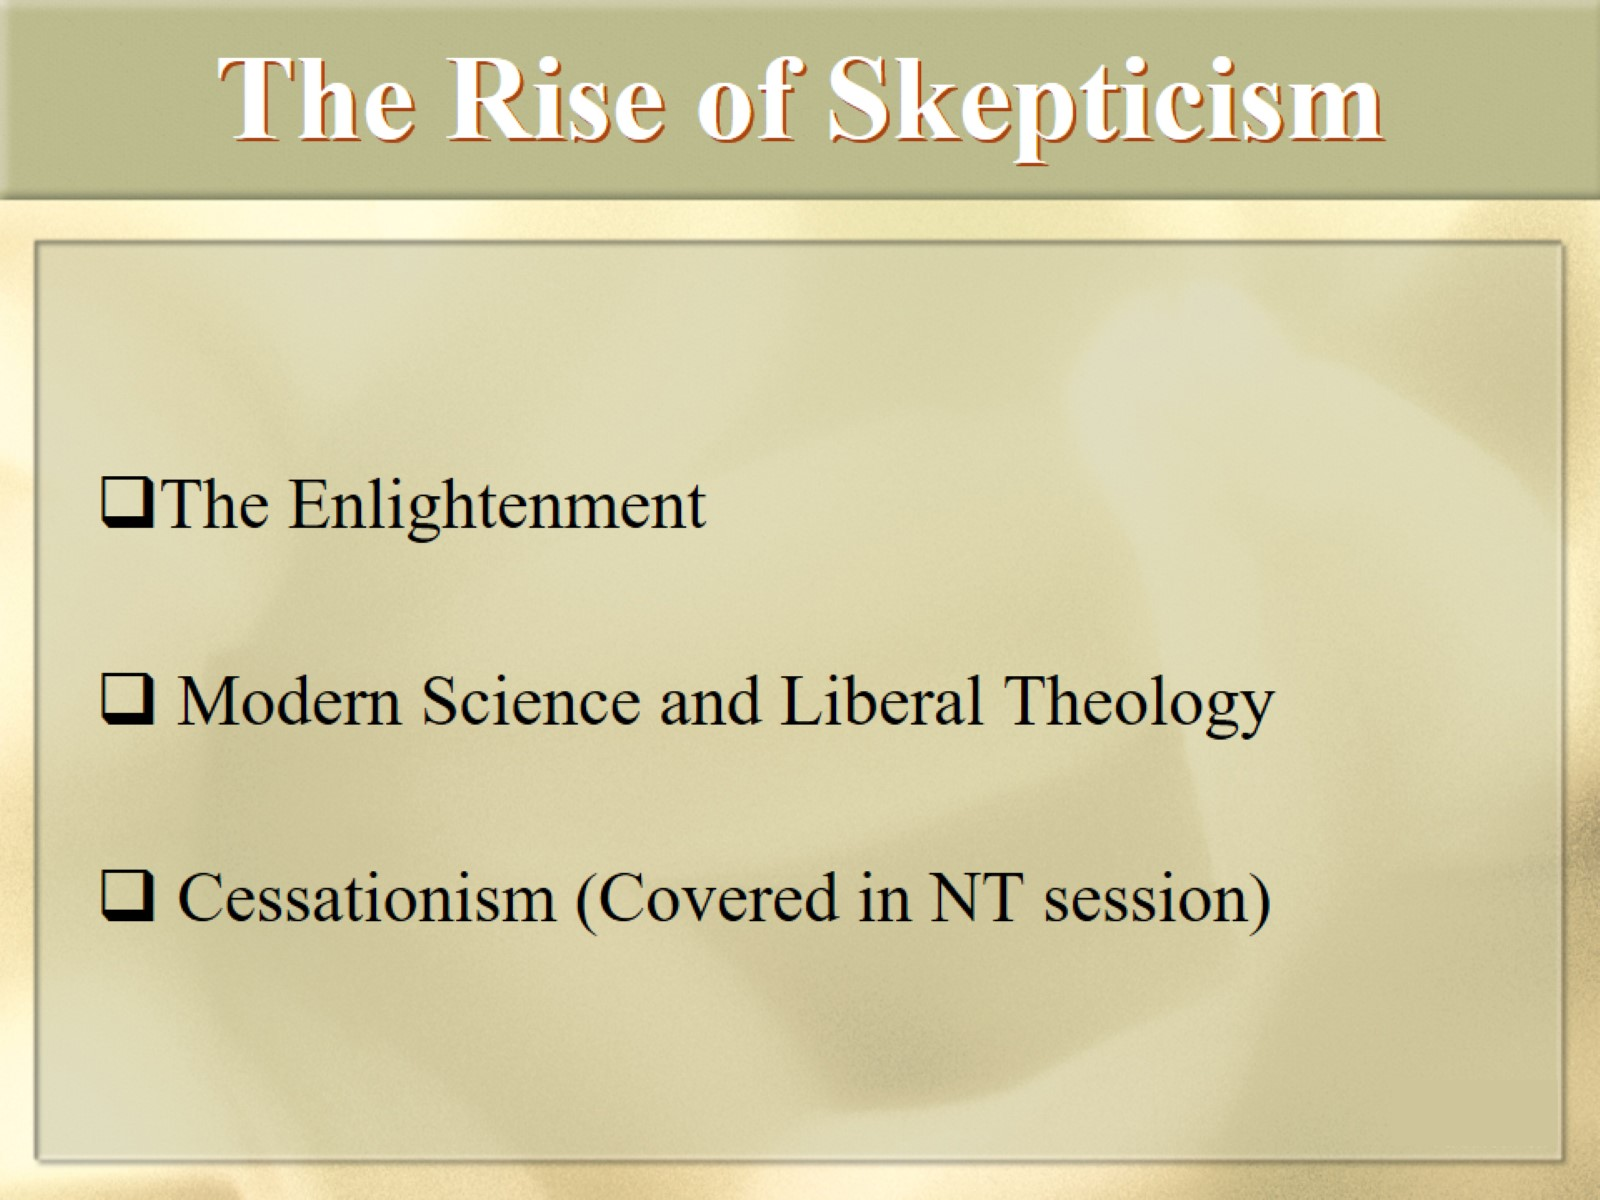 The Rise of Skepticism
❑The Enlightenment
❑ Modern Science and Liberal Theology
❑ Cessationism (Covered in NT session)